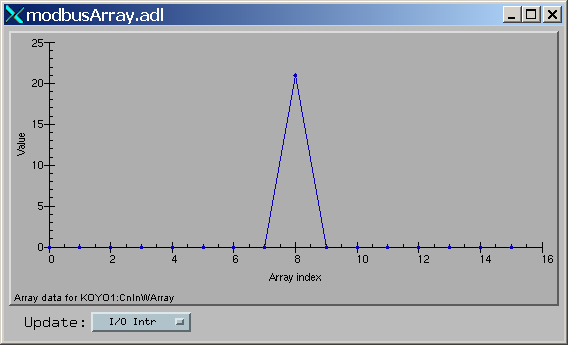 modbusArray.adl
25
20
15
10
5
0
Value
0 2 4 6 8 10 12 14 16
Array index
Array data for KOYO1:CnInWArray
Update: I/O Intr